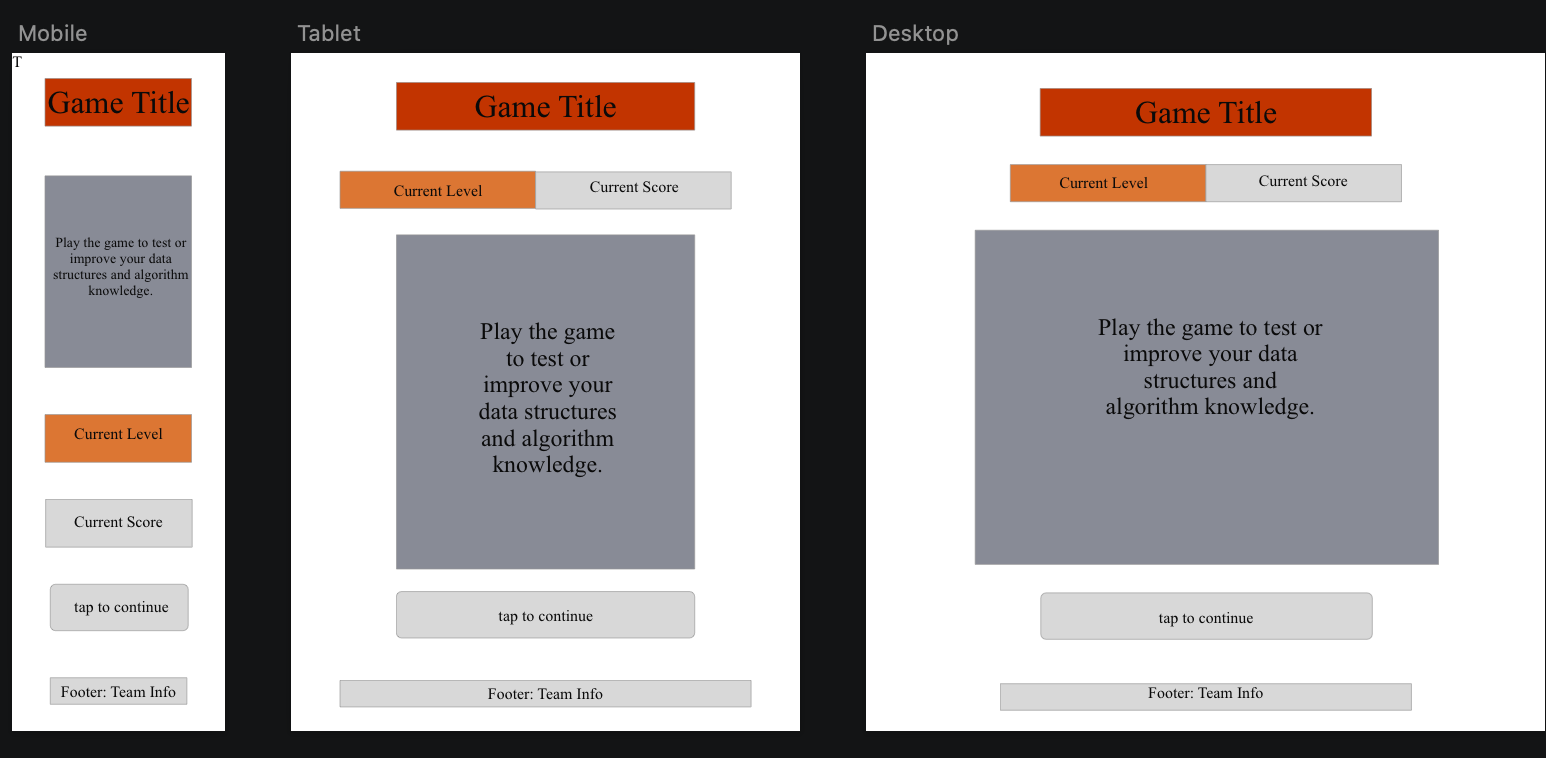 Mobile
T
Game Title
Play the game to test or
improve your data
structures and algorithm
knowledge.
Current Level
Current Score
tap to continue
Footer: Team Info
Tablet
Game Title
Current Level
Current Score
Play the game
to test or
improve your
data structures
and algorithm
knowledge.
tap to continue
Footer: Team Info
Desktop
Game Title
Current Level
Current Score
Play the game to test or
improve your data
structures and
algorithm knowledge.
tap to continue
Footer: Team Info